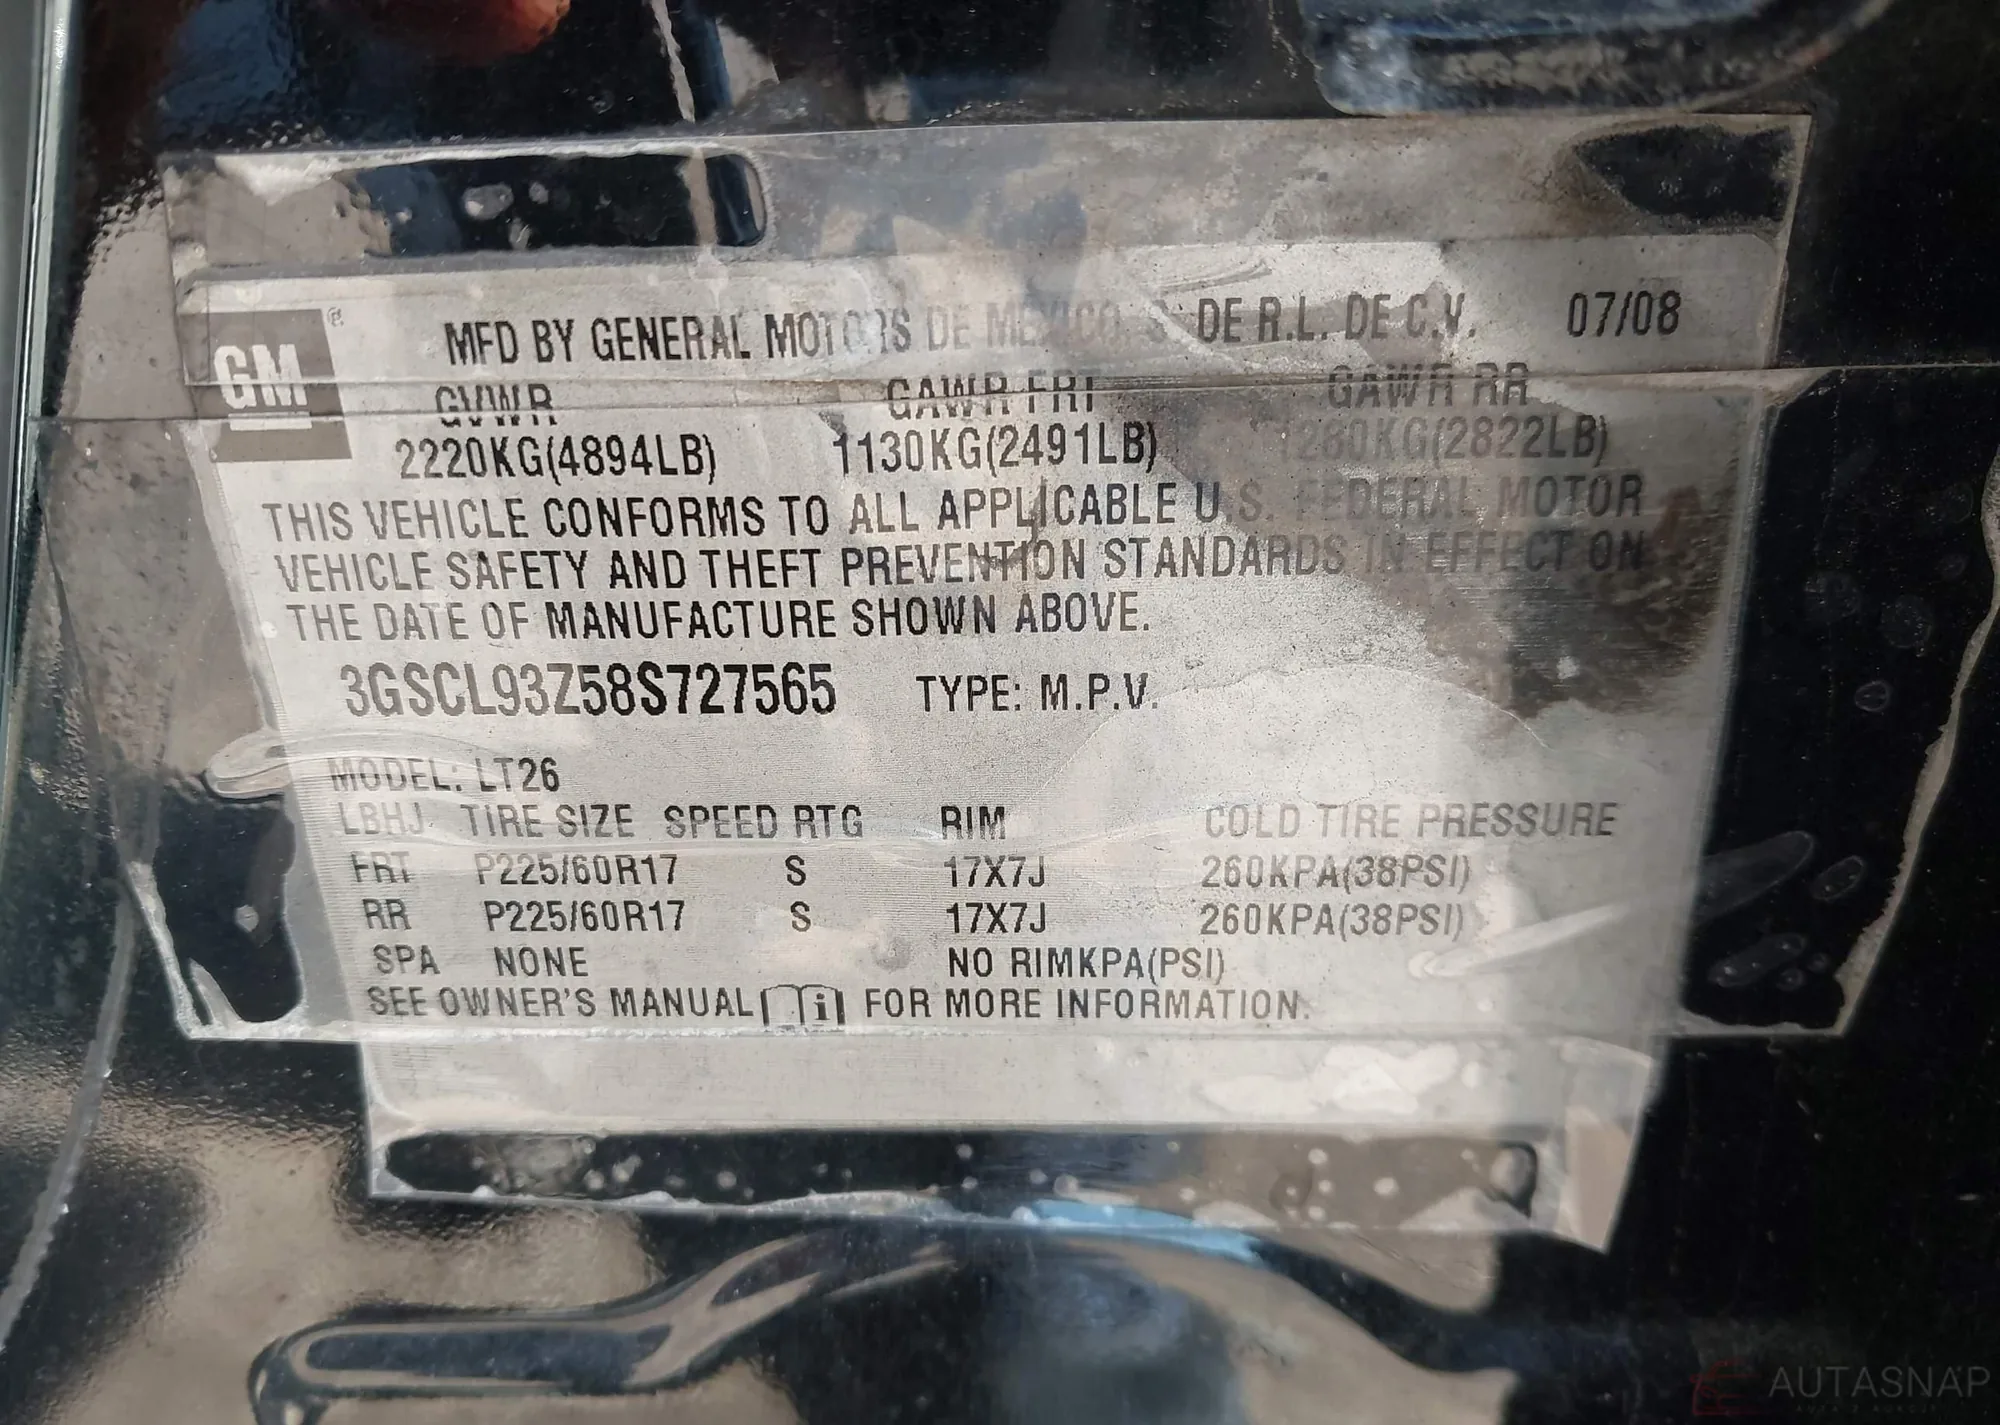 GM ®
MFD BY GENERAL MOTORS DE MEXICO, S. DE R.L. DE C.V. 07/08
GVWR GAWR FRT GAWR RR
2220KG(4894LB) 1130KG(2491LB) 1280KG(2822LB)
THIS VEHICLE CONFORMS TO ALL APPLICABLE U.S. FEDERAL MOTOR
VEHICLE SAFETY AND THEFT PREVENTION STANDARDS IN EFFECT ON
THE DATE OF MANUFACTURE SHOWN ABOVE.
3GSCL93Z58S727565 TYPE: M.P.V.
MODEL: LT26
LBHJ TIRE SIZE SPEED RTG RIM COLD TIRE PRESSURE
FRT P225/60R17 S 17X7J 260KPA(38PSI)
RR P225/60R17 S 17X7J 260KPA(38PSI)
SPA NONE NO RIMKPA(PSI)
SEE OWNER'S MANUAL i FOR MORE INFORMATION.
AUTASNAP